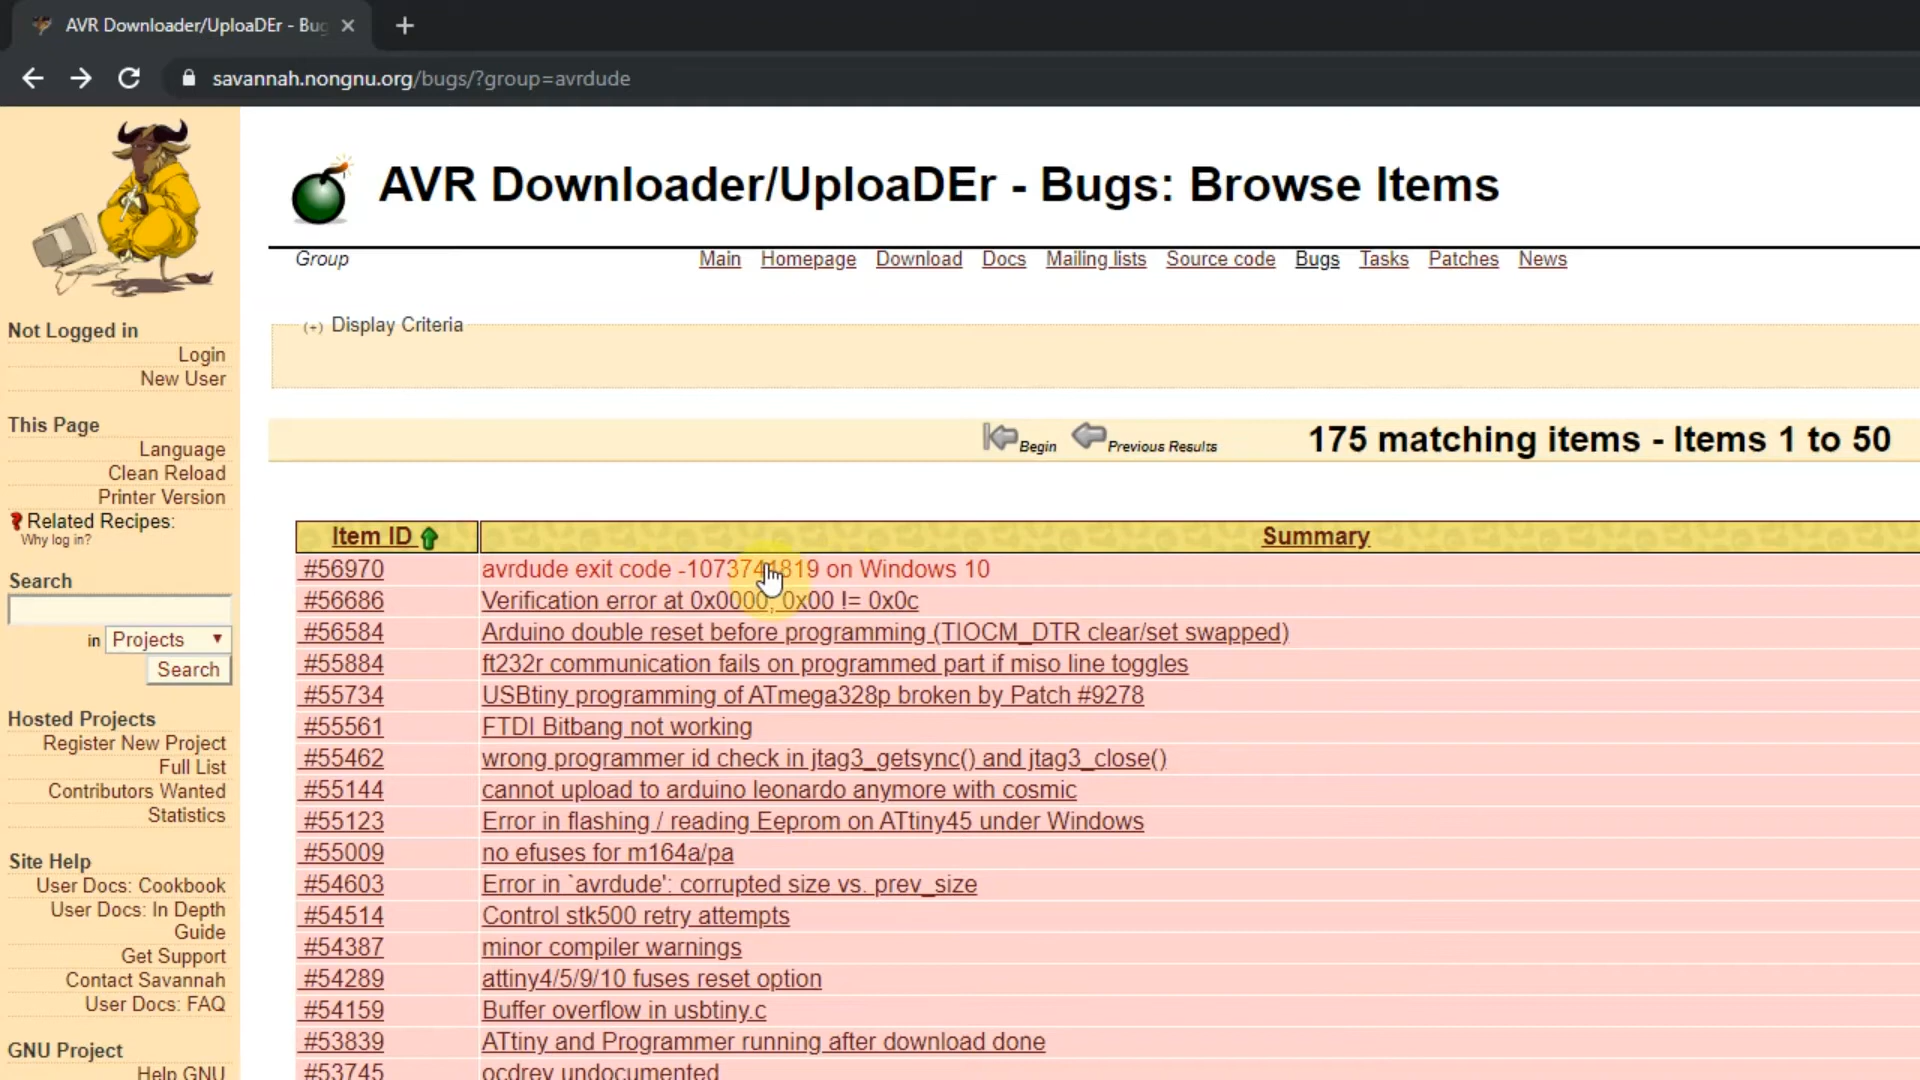 AVR Downloader/UploaDEr - Bug
savannah.nongnu.org/bugs/?group=avrdude
AVR Downloader/UploaDEr - Bugs: Browse Items
Group
Main Homepage Download Docs Mailing lists Source code Bugs Tasks Patches News
Not Logged in
Login
New User
This Page
Language
Clean Reload
Printer Version
Related Recipes:
Why log in?
Search
in Projects
Search
Hosted Projects
Register New Project
Full List
Contributors Wanted
Statistics
Site Help
User Docs: Cookbook
User Docs: In Depth
Guide
Get Support
Contact Savannah
User Docs: FAQ
GNU Project
Help GNU
(+) Display Criteria
Begin Previous Results 175 matching items - Items 1 to 50
Item ID Summary
#56970 avrdude exit code -1073741819 on Windows 10
#56686 Verification error at 0x0000, 0x00 != 0x0c
#56584 Arduino double reset before programming (TIOCM_DTR clear/set swapped)
#55884 ft232r communication fails on programmed part if miso line toggles
#55734 USBtiny programming of ATmega328p broken by Patch #9278
#55561 FTDI Bitbang not working
#55462 wrong programmer id check in jtag3_getsync() and jtag3_close()
#55144 cannot upload to arduino leonardo anymore with cosmic
#55123 Error in flashing / reading Eeprom on ATtiny45 under Windows
#55009 no efuses for m164a/pa
#54603 Error in `avrdude': corrupted size vs. prev_size
#54514 Control stk500 retry attempts
#54387 minor compiler warnings
#54289 attiny4/5/9/10 fuses reset option
#54159 Buffer overflow in usbtiny.c
#53839 ATtiny and Programmer running after download done
#53745 ocdrev undocumented